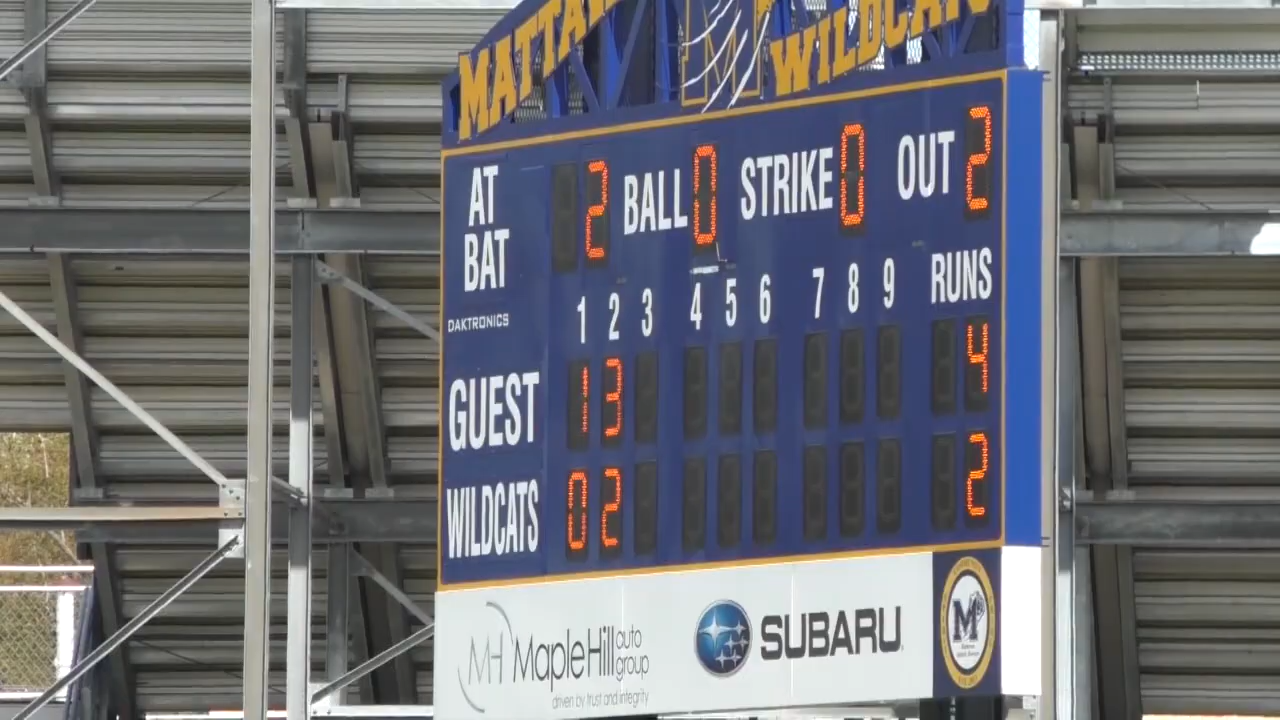 MATTAWAN WILDCATS
AT BAT 2 BALL 0 STRIKE 0 OUT 2
DAKTRONICS
1 2 3 4 5 6 7 8 9 RUNS
GUEST 1 3 4
WILDCATS 0 2 2
MH MapleHill auto group
driven by trust and integrity
SUBARU
M